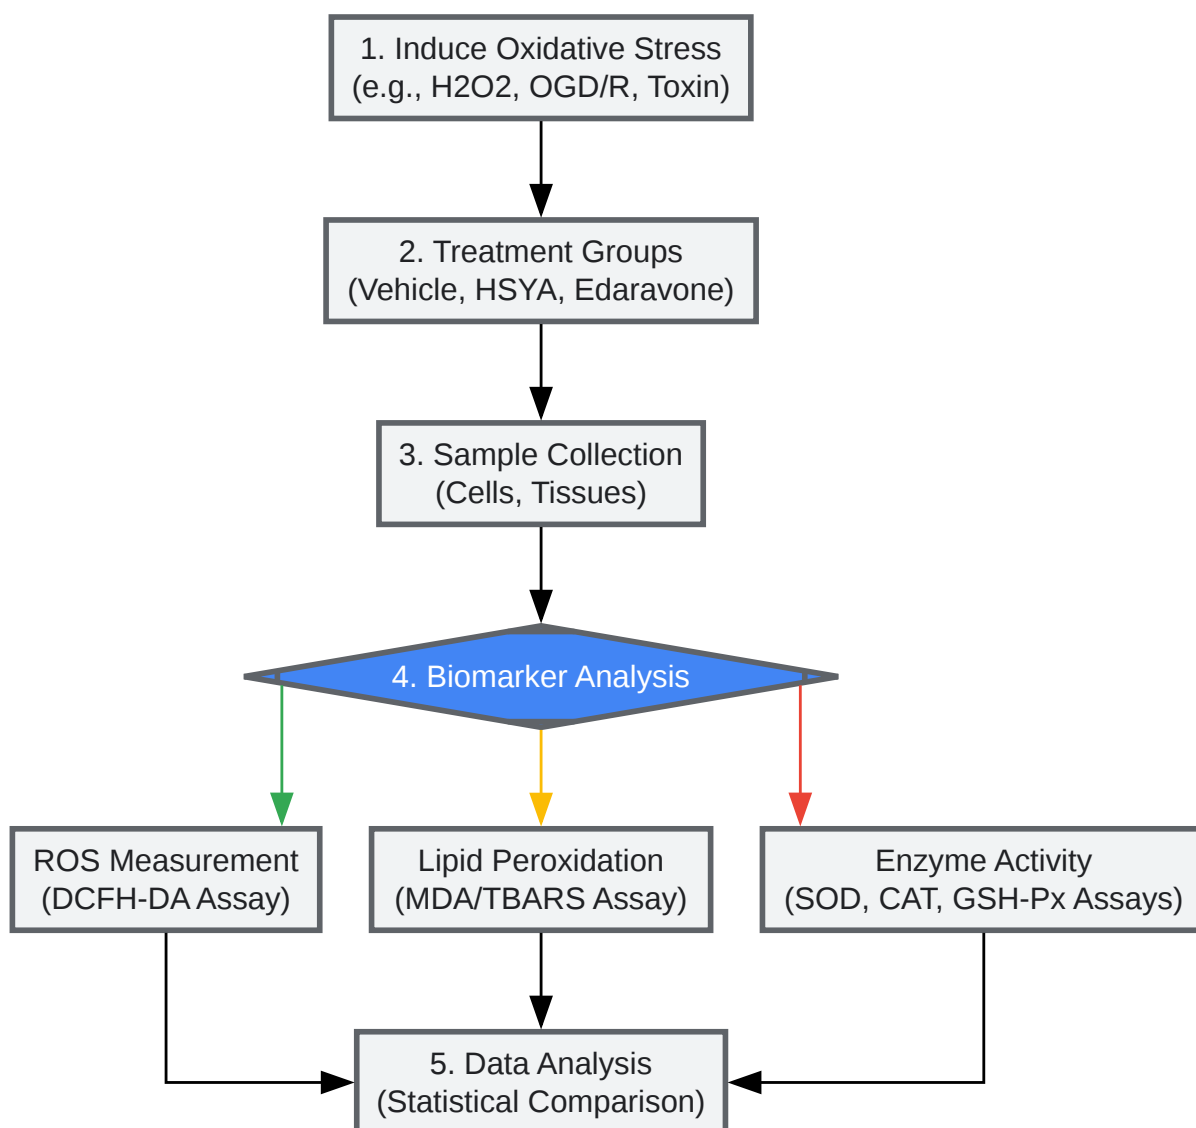 1. Induce Oxidative Stress
(e.g., H2O2, OGD/R, Toxin)
2. Treatment Groups
(Vehicle, HSYA, Edaravone)
3. Sample Collection
(Cells, Tissues)
4. Biomarker Analysis
ROS Measurement
(DCFH-DA Assay)
Lipid Peroxidation
(MDA/TBARS Assay)
Enzyme Activity
(SOD, CAT, GSH-Px Assays)
5. Data Analysis
(Statistical Comparison)